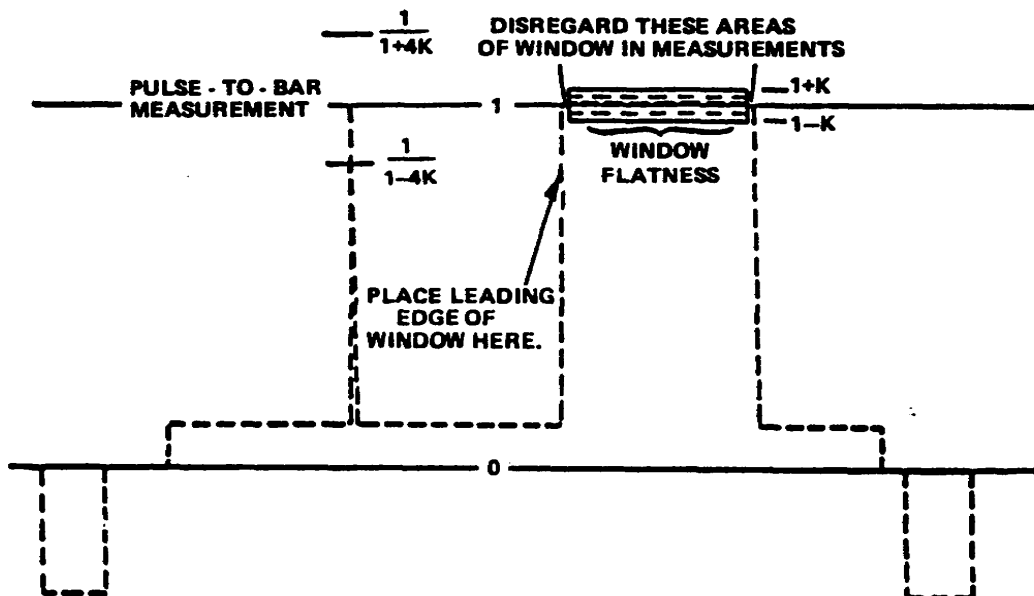 1
1+4K
DISREGARD THESE AREAS
OF WINDOW IN MEASUREMENTS
PULSE - TO - BAR
MEASUREMENT
1
1+K
1–K
1
1–4K
WINDOW
FLATNESS
PLACE LEADING
EDGE OF
WINDOW HERE.
0